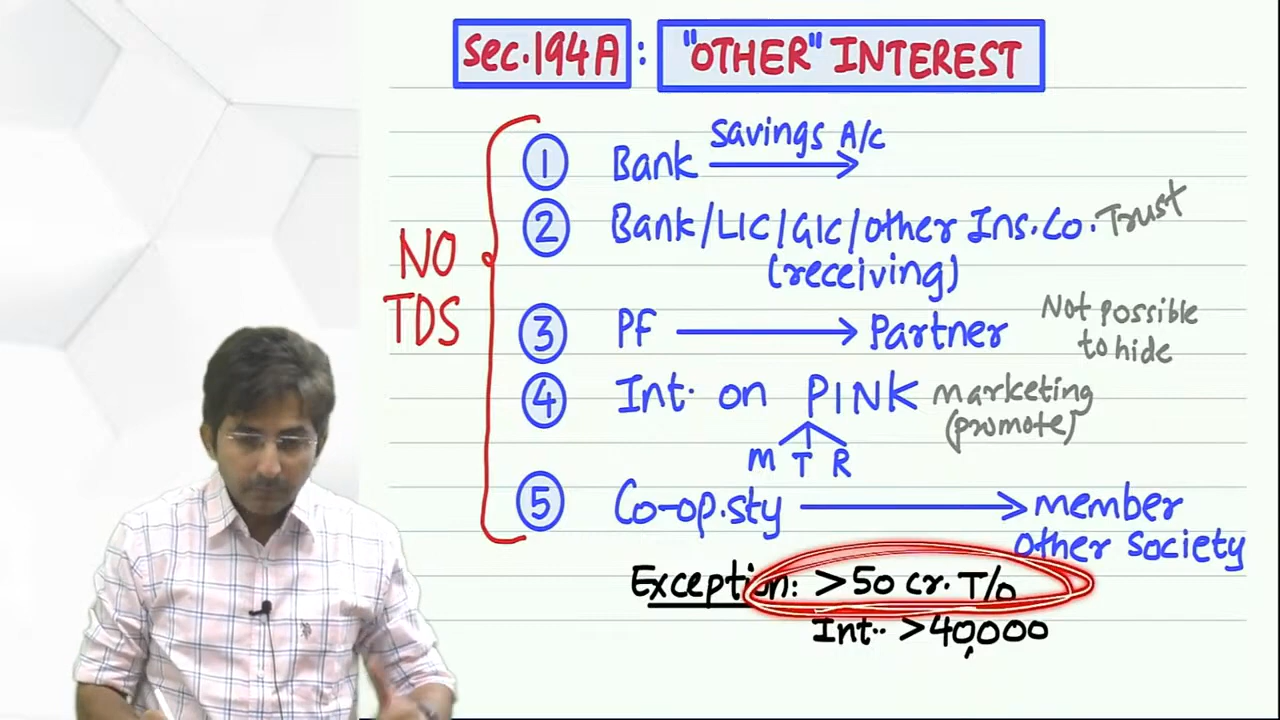 Sec.194A : "OTHER" INTEREST
NO TDS
① Bank Savings A/c
② Bank/LIC/GIC/other Ins.Co. Trust
(receiving)
③ PF Partner Not possible to hide
④ Int. on PINK marketing (promote)
M T R
⑤ Co-op.sty member
other society
Exception: >50 cr. T/o
Int.. >40,000